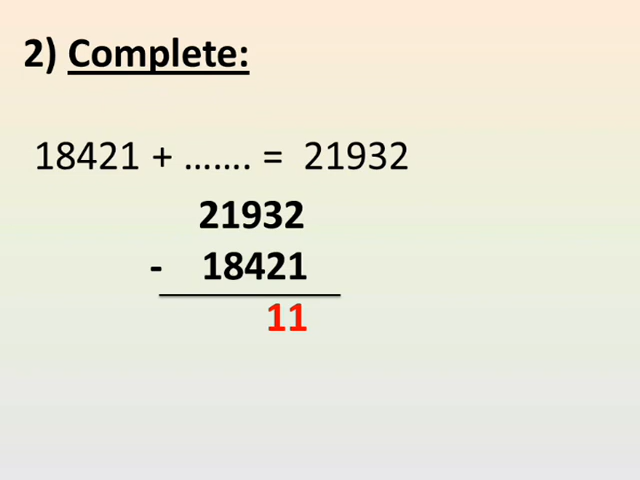 2) Complete:
18421 + ....... = 21932
21932
- 18421
11